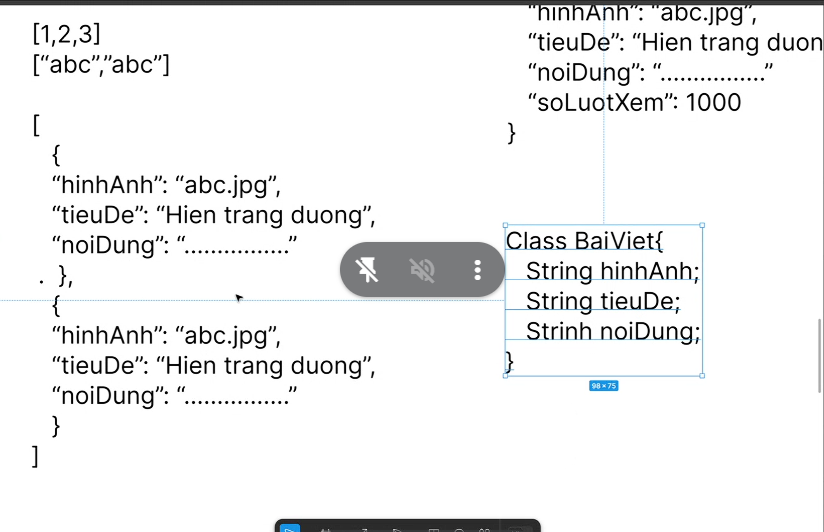 [1,2,3]
[“abc”,”abc”]
[
{
“hinhAnh”: “abc.jpg”,
“tieuDe”: “Hien trang duong”,
“noiDung”: “................”
. },
{
“hinhAnh”: “abc.jpg”,
“tieuDe”: “Hien trang duong”,
“noiDung”: “................”
}
]
“hinhAnh”: “abc.jpg”,
“tieuDe”: “Hien trang duon
“noiDung”: “................”
“soLuotXem”: 1000
}
Class BaiViet{
String hinhAnh;
String tieuDe;
Strinh noiDung;
}
98 × 75